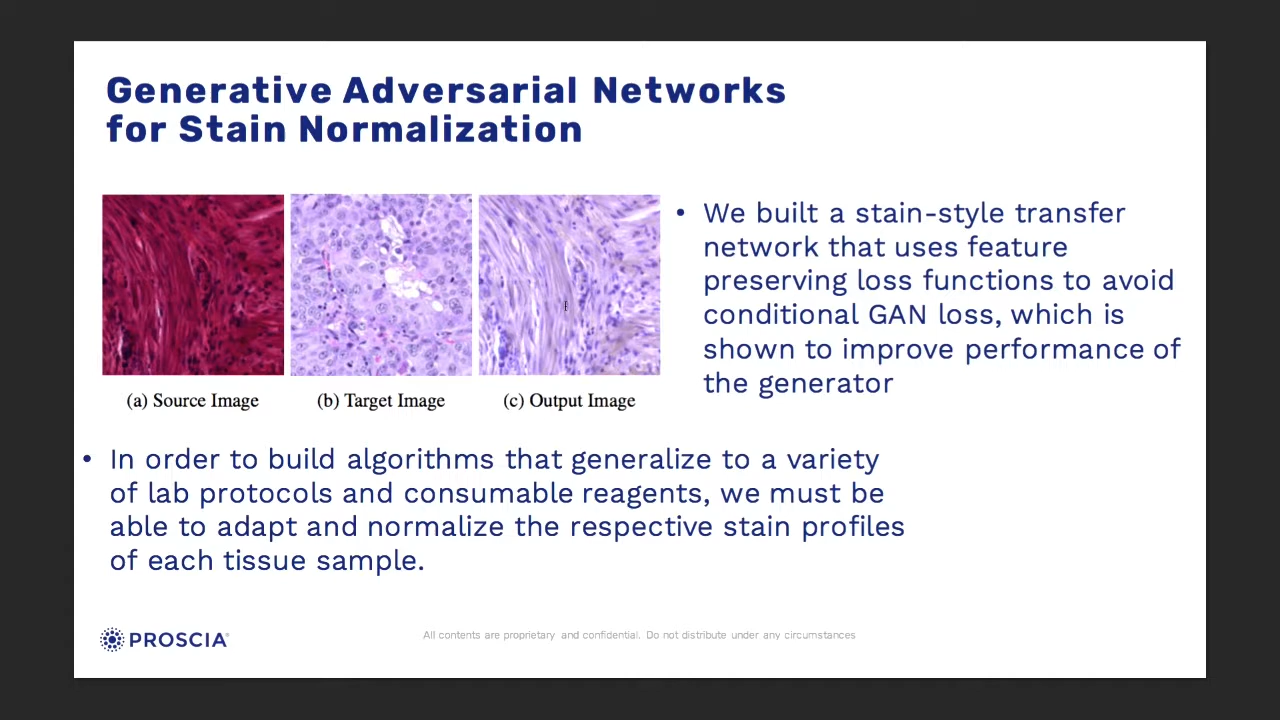 Generative Adversarial Networks
for Stain Normalization
(a) Source Image
(b) Target Image
(c) Output Image
• We built a stain-style transfer
network that uses feature
preserving loss functions to avoid
conditional GAN loss, which is
shown to improve performance of
the generator
• In order to build algorithms that generalize to a variety
of lab protocols and consumable reagents, we must be
able to adapt and normalize the respective stain profiles
of each tissue sample.
PROSCIA®
All contents are proprietary and confidential. Do not distribute under any circumstances